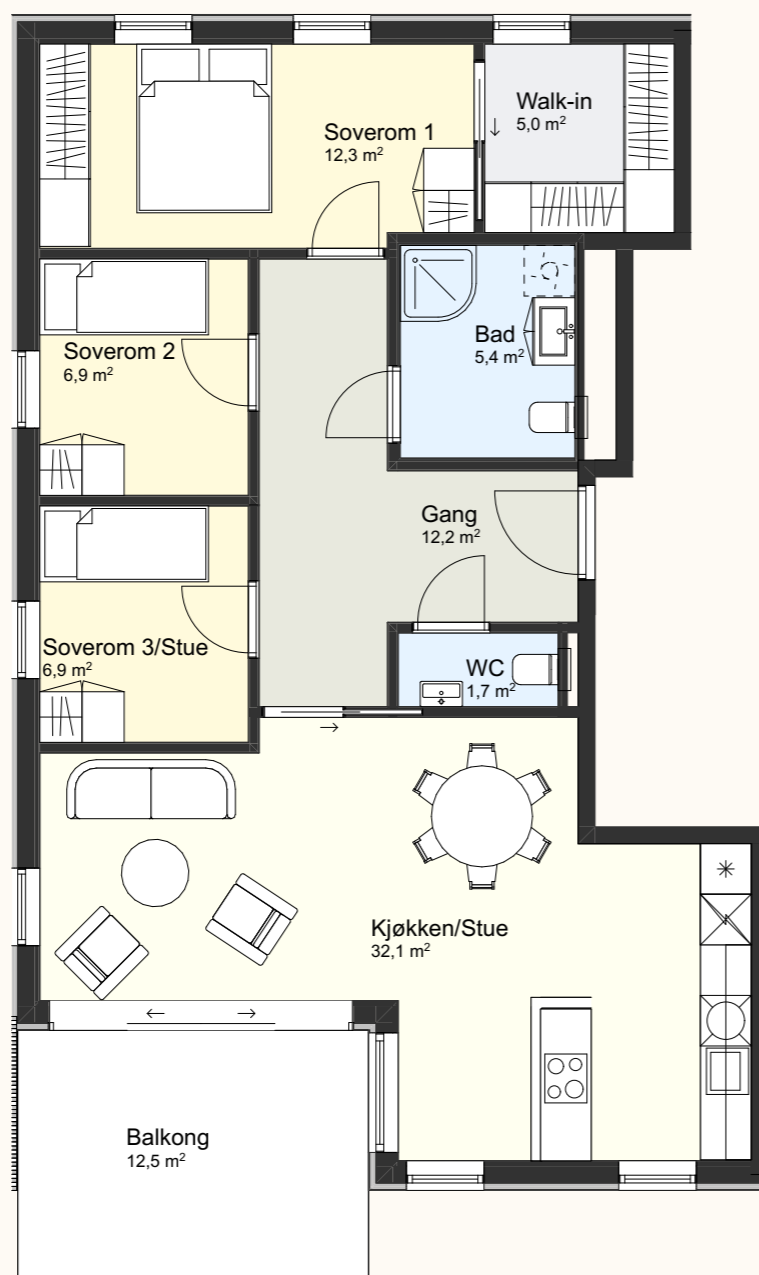 Walk-in
5,0 m²
Soverom 1
12,3 m²
Bad
5,4 m²
Soverom 2
6,9 m²
Gang
12,2 m²
Soverom 3/Stue
6,9 m²
WC
1,7 m²
Kjøkken/Stue
32,1 m²
Balkong
12,5 m²